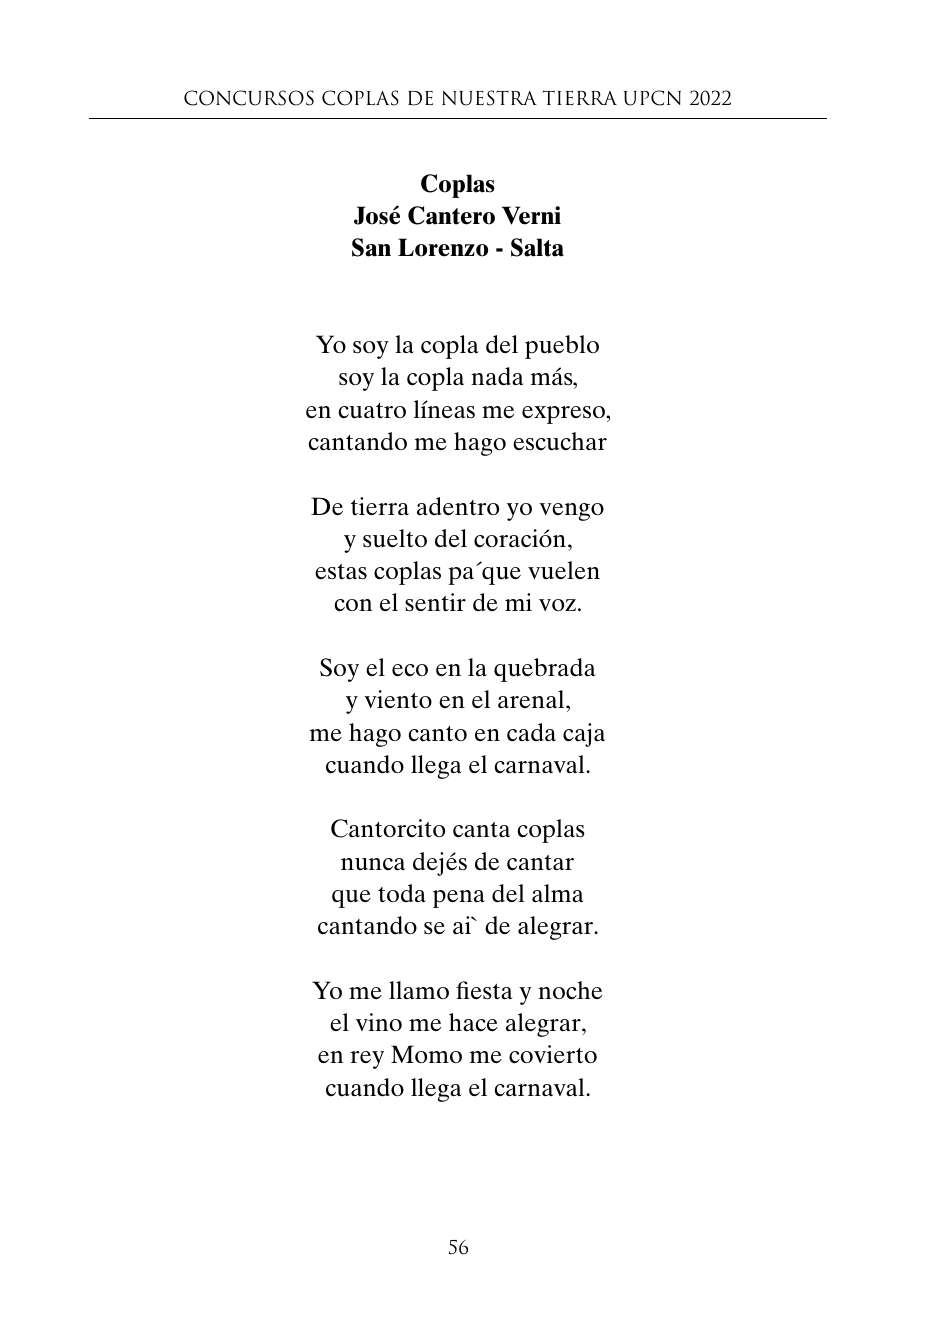 CONCURSOS COPLAS DE NUESTRA TIERRA UPCN 2022
Coplas
José Cantero Verni
San Lorenzo - Salta
Yo soy la copla del pueblo
soy la copla nada más,
en cuatro líneas me expreso,
cantando me hago escuchar
De tierra adentro yo vengo
y suelto del coración,
estas coplas pa´que vuelen
con el sentir de mi voz.
Soy el eco en la quebrada
y viento en el arenal,
me hago canto en cada caja
cuando llega el carnaval.
Cantorcito canta coplas
nunca dejés de cantar
que toda pena del alma
cantando se ai` de alegrar.
Yo me llamo fiesta y noche
el vino me hace alegrar,
en rey Momo me covierto
cuando llega el carnaval.
56